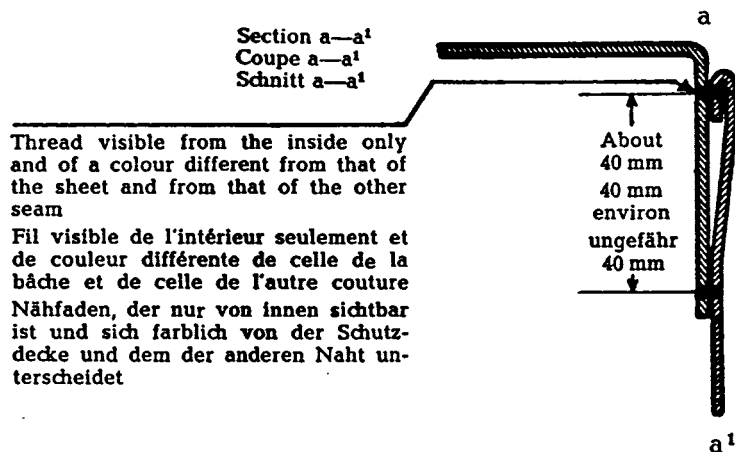 a
Section a—a¹
Coupe a—a¹
Schnitt a—a¹
Thread visible from the inside only
and of a colour different from that of
the sheet and from that of the other
seam
Fil visible de l'intérieur seulement et
de couleur différente de celle de la
bâche et de celle de l'autre couture
Nähfaden, der nur von innen sichtbar
ist und sich farblich von der Schutz-
decke und dem der anderen Naht un-
terscheidet
About
40 mm
40 mm
environ
ungefähr
40 mm
a¹